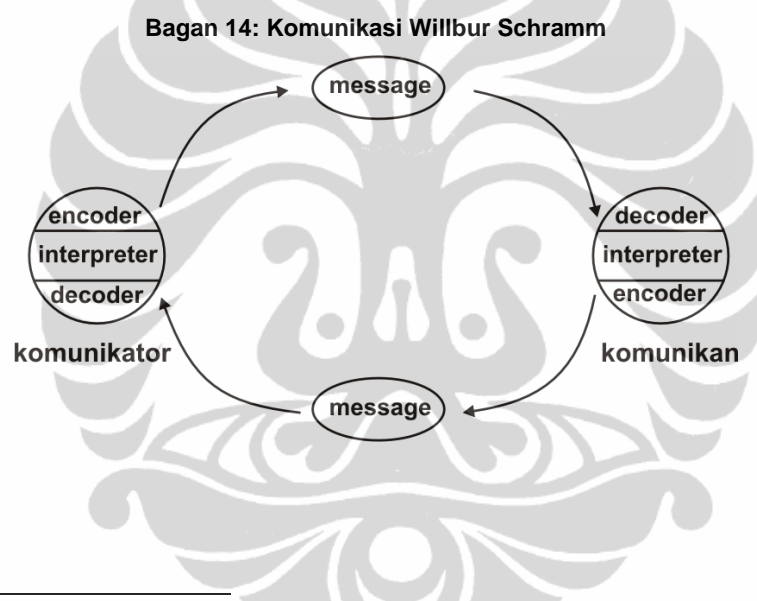 Bagan 14: Komunikasi Willbur Schramm
message
encoder
interpreter
decoder
komunikator
decoder
interpreter
encoder
komunikan
message